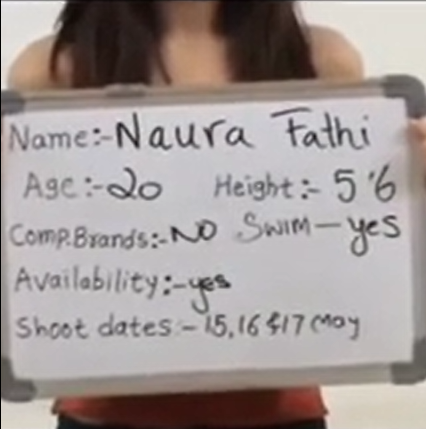 Name:-Naura Fathi
Age:-20 Height:- 5'6
Comp.Brands:-NO SWIM-yes
Availability:-yes
Shoot dates:- 15,16 &17 May